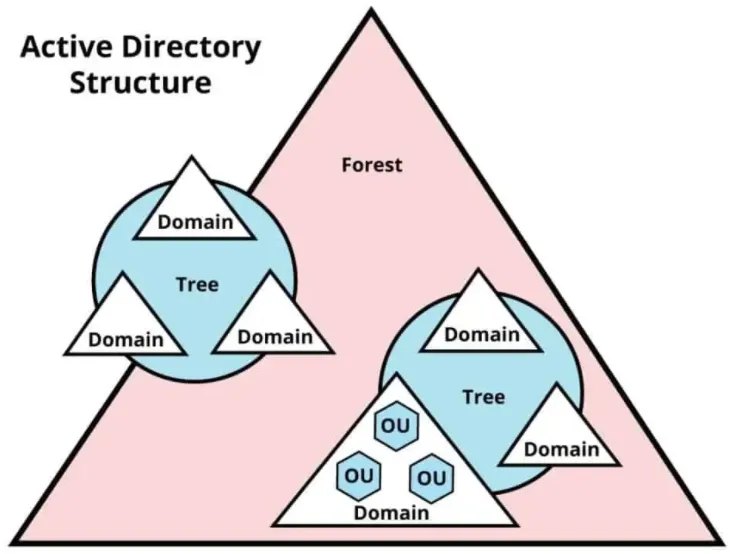 Active Directory
Structure
Forest
Domain
Tree
Domain
Domain
Domain
Tree
OU
Domain
OU
OU
Domain